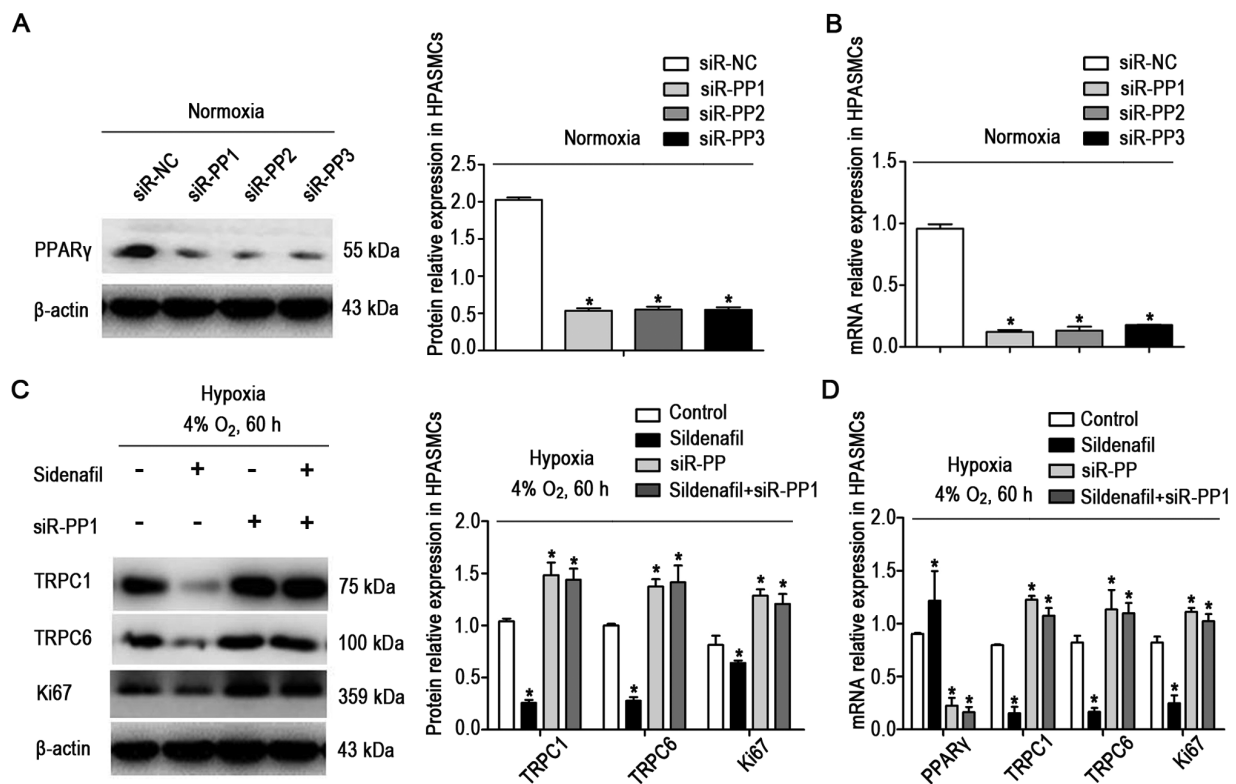 A
Normoxia
siR-NC
siR-PP1
siR-PP2
siR-PP3
PPARγ
55 kDa
β-actin
43 kDa
siR-NC
siR-PP1
siR-PP2
siR-PP3
Normoxia
Protein relative expression in HPASMCs
2.5
2.0
1.5
1.0
0.5
0.0
* * *
B
siR-NC
siR-PP1
siR-PP2
siR-PP3
Normoxia
mRNA relative expression in HPASMCs
1.5
1.0
0.5
0.0
* * *
C
Hypoxia
4% O₂, 60 h
Sidenafil - + - +
siR-PP1 - - + +
TRPC1 75 kDa
TRPC6 100 kDa
Ki67 359 kDa
β-actin 43 kDa
Control
Sildenafil
siR-PP
Sildenafil+siR-PP1
Hypoxia
4% O₂, 60 h
Protein relative expression in HPASMCs
2.0
1.5
1.0
0.5
0.0
* * * * * * * * *
TRPC1
TRPC6
Ki67
D
Control
Sildenafil
siR-PP
Sildenafil+siR-PP1
Hypoxia
4% O₂, 60 h
mRNA relative expression in HPASMCs
2.0
1.5
1.0
0.5
0.0
* * * * * * * * * * * *
PPARγ
TRPC1
TRPC6
Ki67